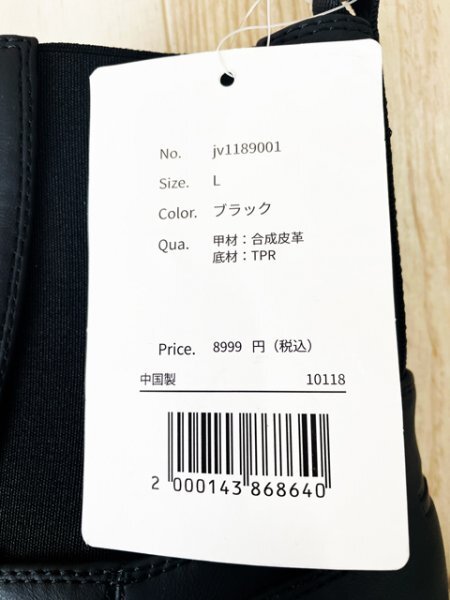 No. jv1189001
Size. L
Color. ブラック
Qua. 甲材：合成皮革
底材：TPR
Price. 8999 円（税込）
中国製 10118
2 000143 868640